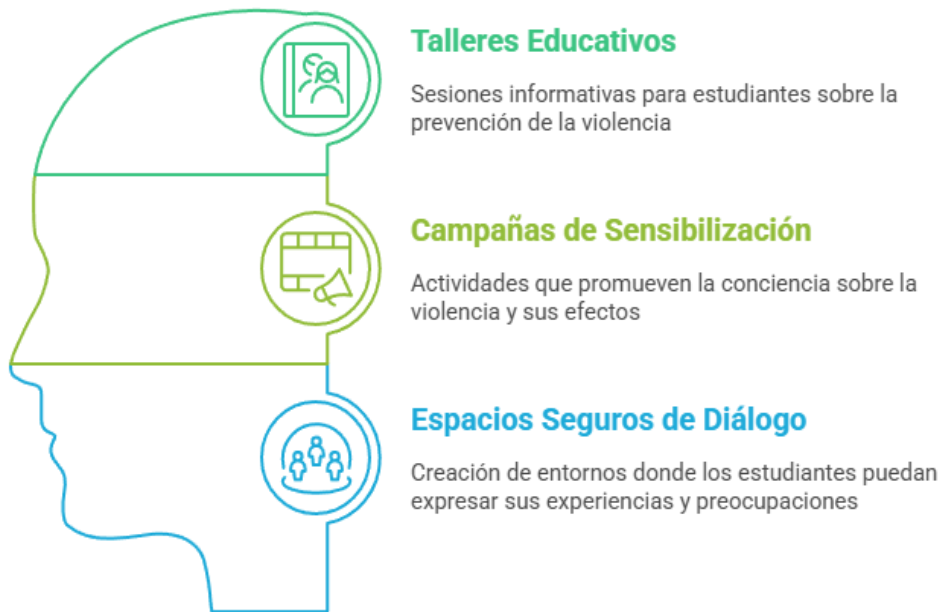 Talleres Educativos
Sesiones informativas para estudiantes sobre la
prevención de la violencia
Campañas de Sensibilización
Actividades que promueven la conciencia sobre la
violencia y sus efectos
Espacios Seguros de Diálogo
Creación de entornos donde los estudiantes puedan
expresar sus experiencias y preocupaciones